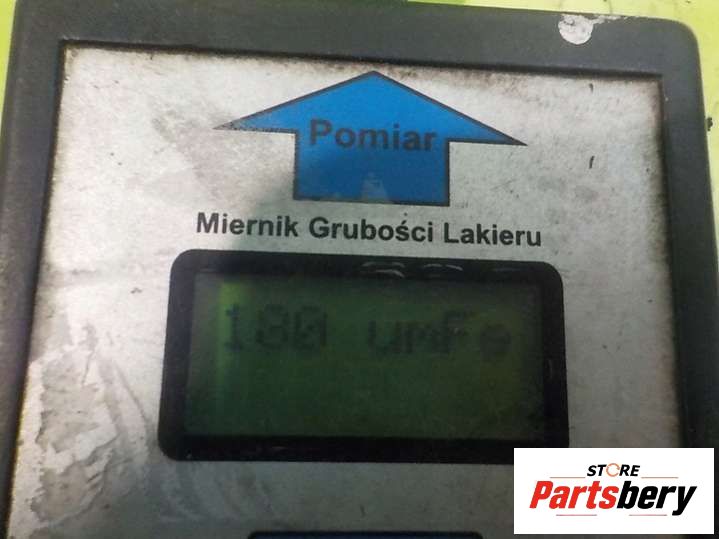 Pomiar
Miernik Grubości Lakieru
180 umFe
STORE
Partsbery